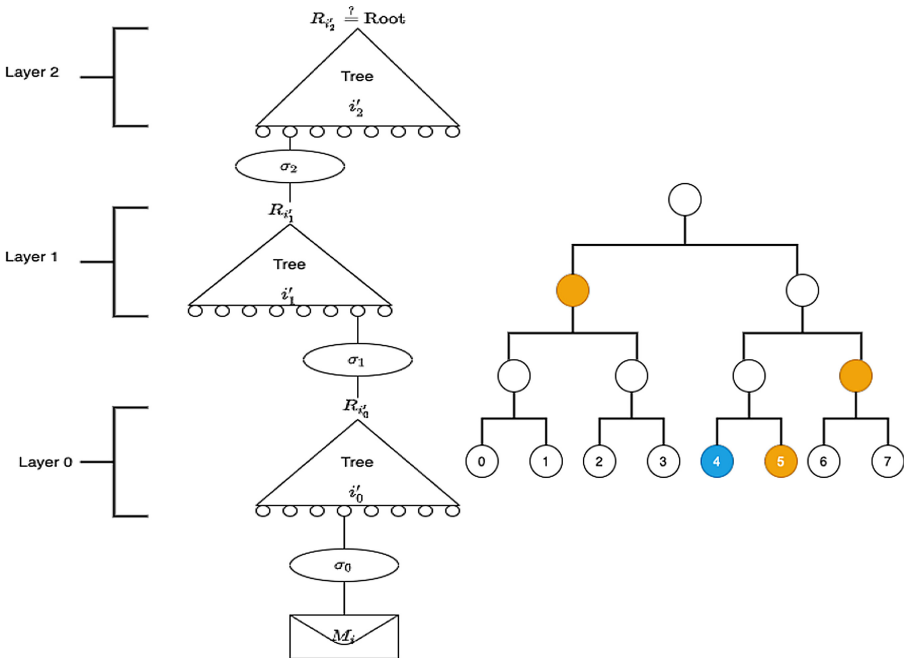 R_{i'_2} ≟ Root
Layer 2
Tree
i'_2
σ_2
R_{i'_1}
Layer 1
Tree
i'_1
σ_1
R_{i'_0}
Layer 0
Tree
i'_0
σ_0
M_i
0 1 2 3 4 5 6 7